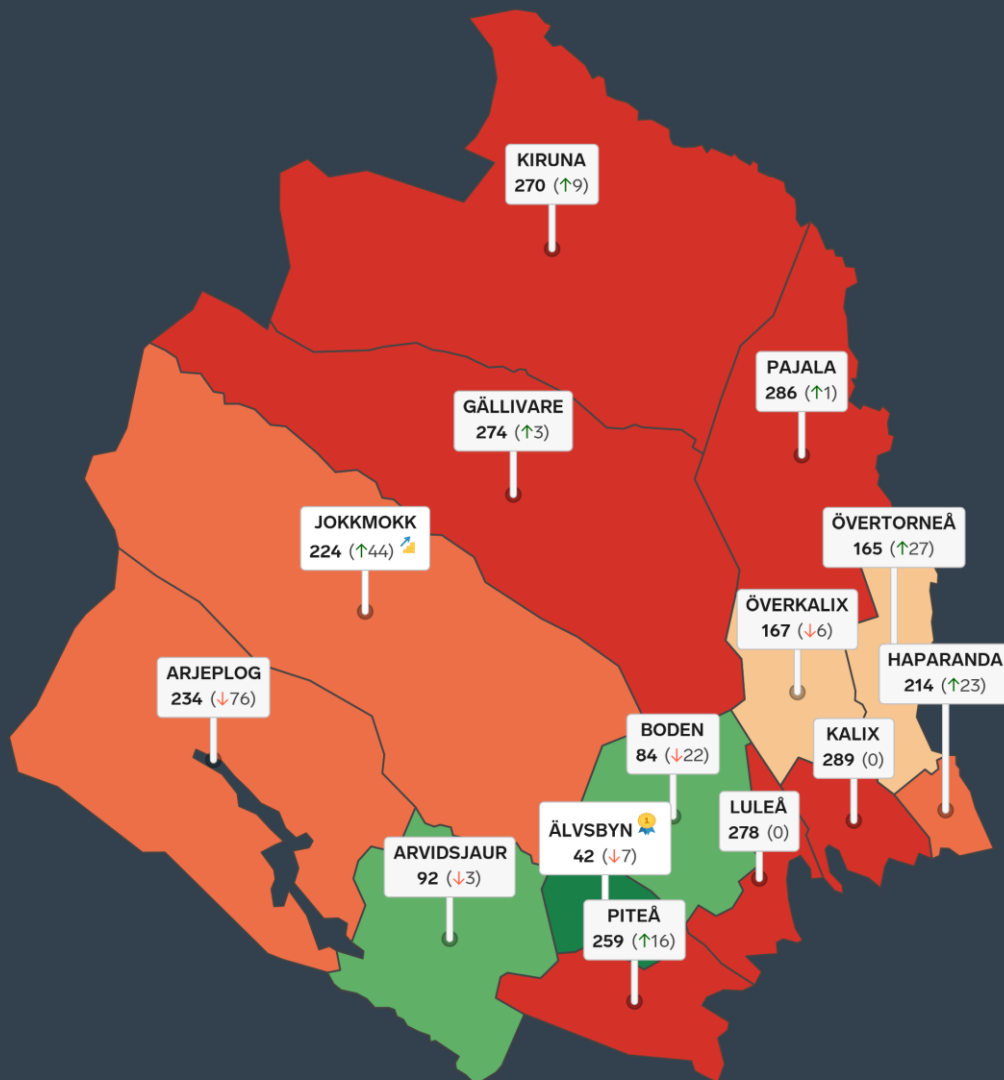 KIRUNA
270 (↑9)
PAJALA
286 (↑1)
GÄLLIVARE
274 (↑3)
JOKKMOKK
224 (↑44)
ÖVERTORNEÅ
165 (↑27)
ÖVERKALIX
167 (↓6)
HAPARANDA
214 (↑23)
ARJEPLOG
234 (↓76)
BODEN
84 (↓22)
KALIX
289 (0)
LULEÅ
278 (0)
ÄLVSBYN
42 (↓7)
ARVIDSJAUR
92 (↓3)
PITEÅ
259 (↑16)